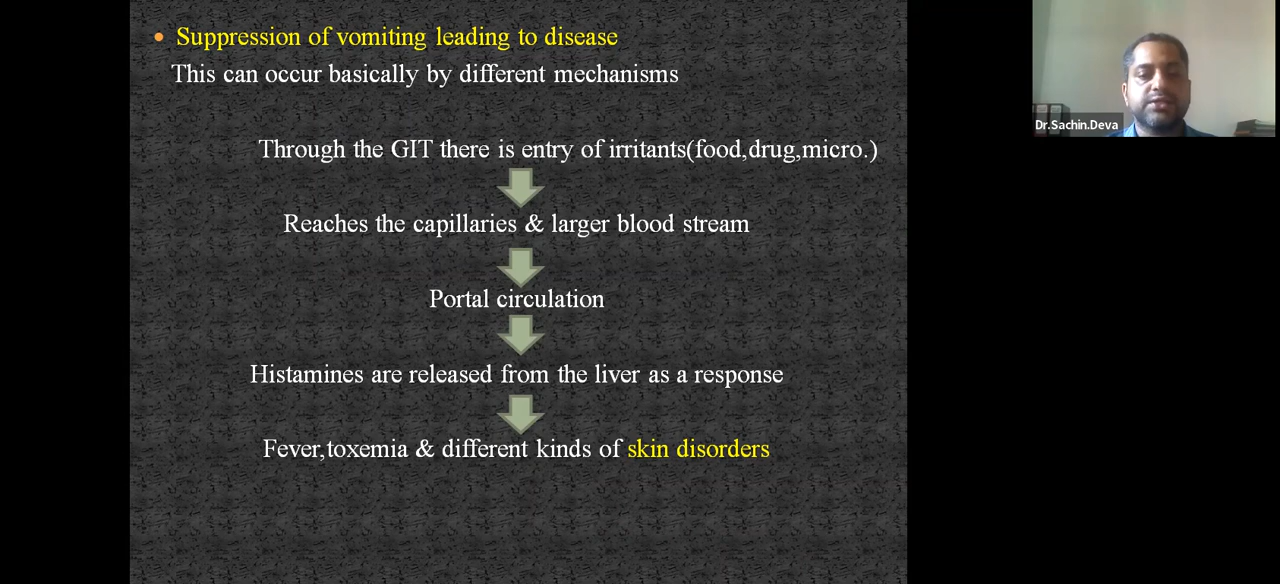 Suppression of vomiting leading to disease
This can occur basically by different mechanisms
Through the GIT there is entry of irritants(food,drug,micro.)
Reaches the capillaries & larger blood stream
Portal circulation
Histamines are released from the liver as a response
Fever,toxemia & different kinds of skin disorders
Dr.Sachin.Deva